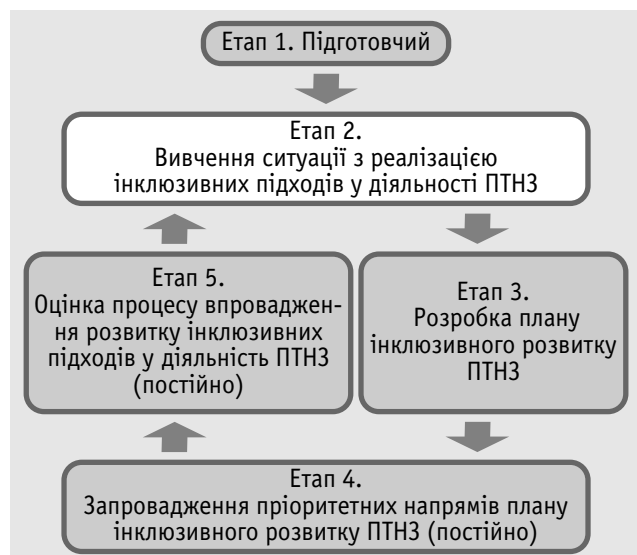 Етап 1. Підготовчий
Етап 2.
Вивчення ситуації з реалізацією
інклюзивних підходів у діяльності ПТНЗ
Етап 5.
Оцінка процесу впроваджен-
ня розвитку інклюзивних
підходів у діяльність ПТНЗ
(постійно)
Етап 3.
Розробка плану
інклюзивного розвитку
ПТНЗ
Етап 4.
Запровадження пріоритетних напрямів плану
інклюзивного розвитку ПТНЗ (постійно)